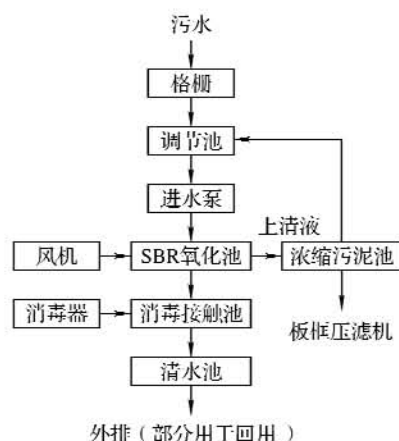 污水
格栅
调节池
进水泵
上清液
风机
SBR氧化池
浓缩污泥池
消毒器
消毒接触池
板框压滤机
清水池
外排（部分用于回用）